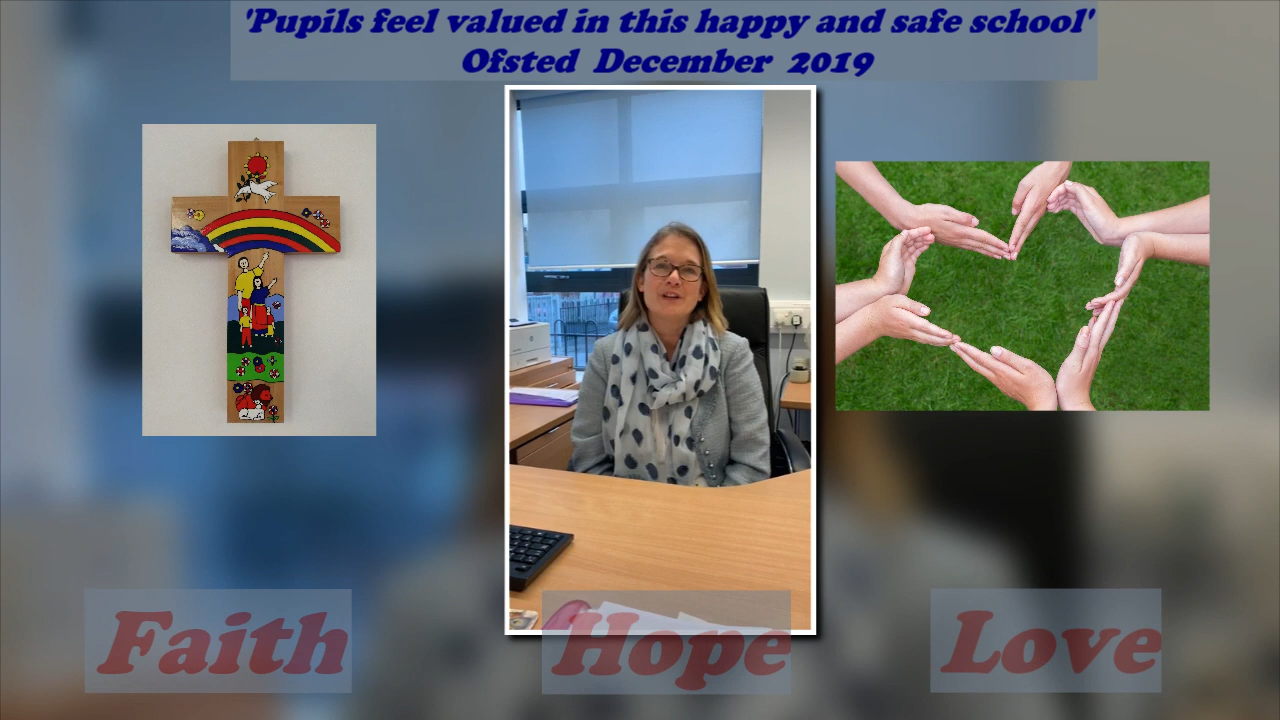 'Pupils feel valued in this happy and safe school'
Ofsted December 2019
Faith
Hope
Love